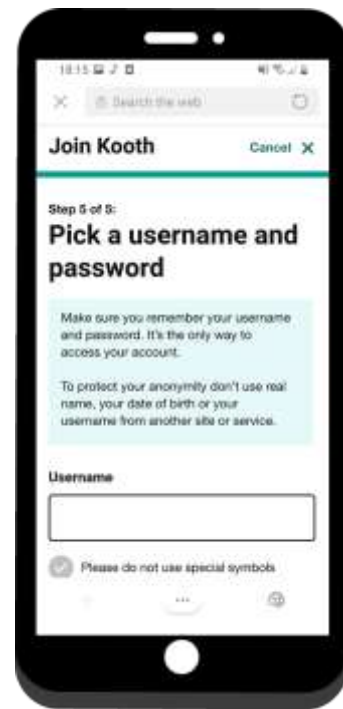 18:15
Search the web
Join Kooth
Cancel
Step 5 of 5:
Pick a username and
password
Make sure you remember your username
and password. It's the only way to
access your account.
To protect your anonymity don't use real
name, your date of birth or your
username from another site or service.
Username
Please do not use special symbols